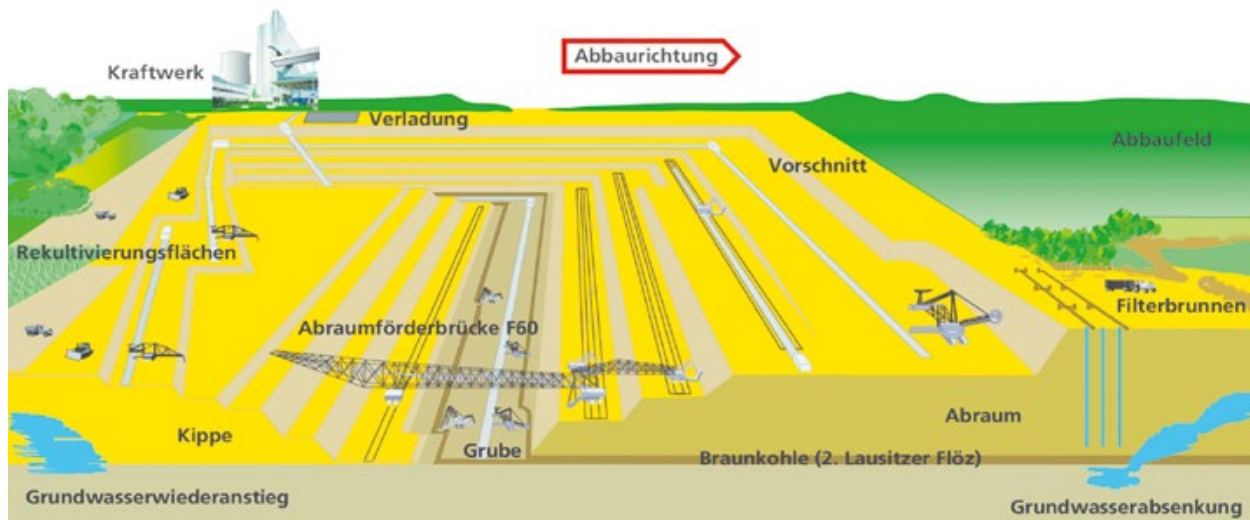 Abbaurichtung
Kraftwerk
Verladung
Abbaufeld
Vorschnitt
Rekultivierungsflächen
Filterbrunnen
Abraumförderbrücke F60
Abraum
Kippe
Grube
Braunkohle (2. Lausitzer Flöz)
Grundwasserwiederanstieg
Grundwasserabsenkung